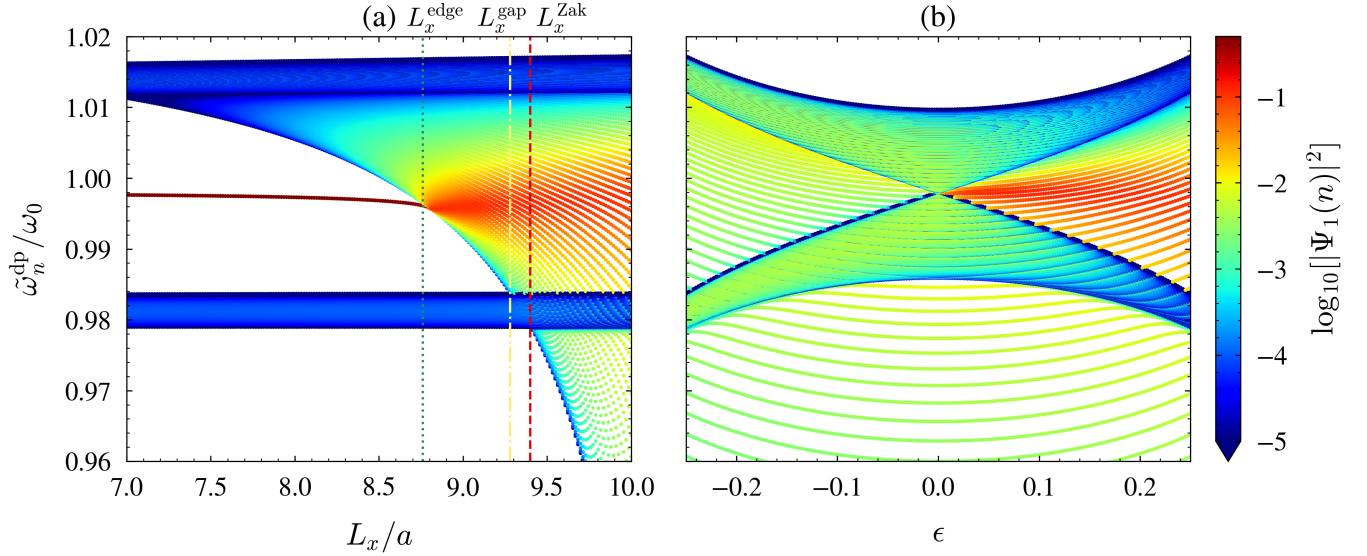 (a) L_x^edge L_x^gap L_x^Zak (b)
1.02
1.01
1.00
0.99
0.98
0.97
0.96
ω̃_n^dp/ω_0
7.0 7.5 8.0 8.5 9.0 9.5 10.0
L_x/a
−0.2 −0.1 0.0 0.1 0.2
ϵ
−1
−2
−3
−4
−5
log_10[|Ψ_1(n)|^2]